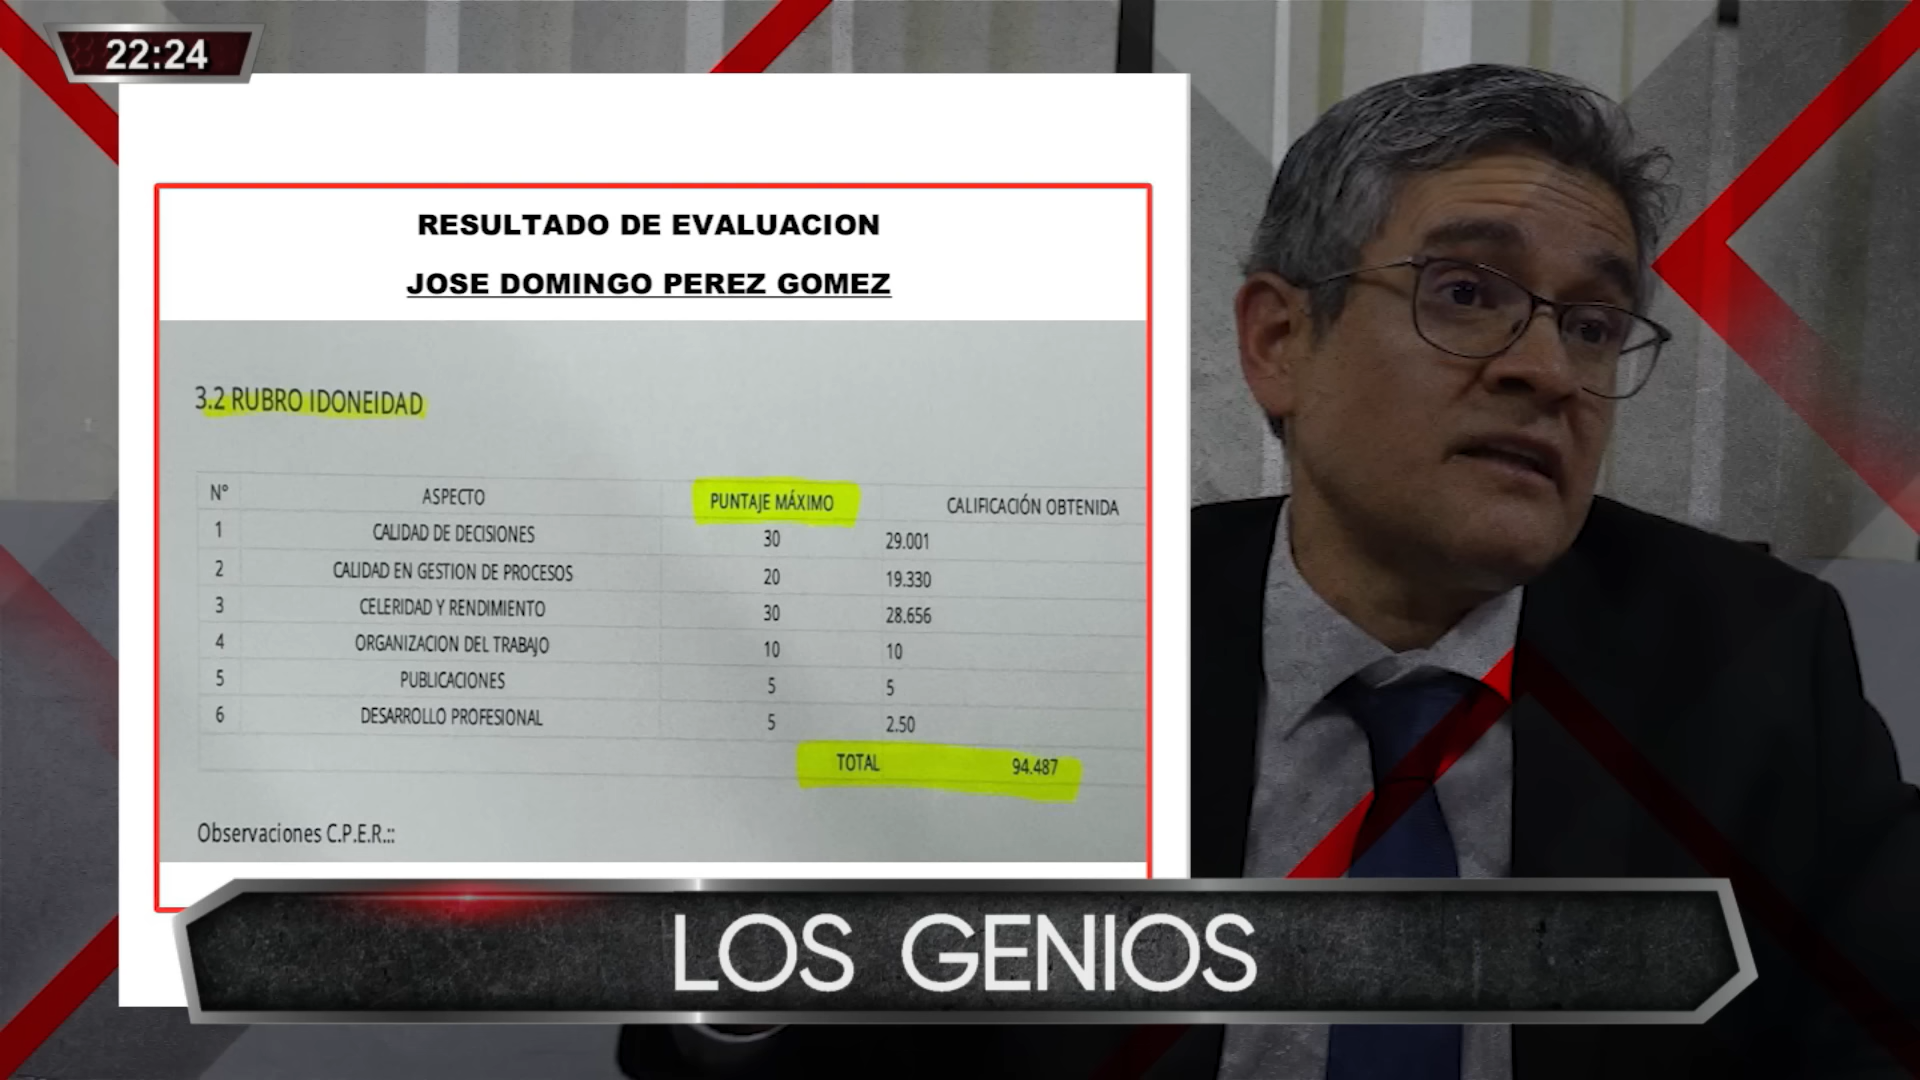 22:24
RESULTADO DE EVALUACION
JOSE DOMINGO PEREZ GOMEZ
3.2 RUBRO IDONEIDAD
N° ASPECTO PUNTAJE MÁXIMO CALIFICACIÓN OBTENIDA
1 CALIDAD DE DECISIONES 30 29.001
2 CALIDAD EN GESTION DE PROCESOS 20 19.330
3 CELERIDAD Y RENDIMIENTO 30 28.656
4 ORGANIZACION DEL TRABAJO 10 10
5 PUBLICACIONES 5 5
6 DESARROLLO PROFESIONAL 5 2.50
TOTAL 94.487
Observaciones C.P.E.R.::
LOS GENIOS